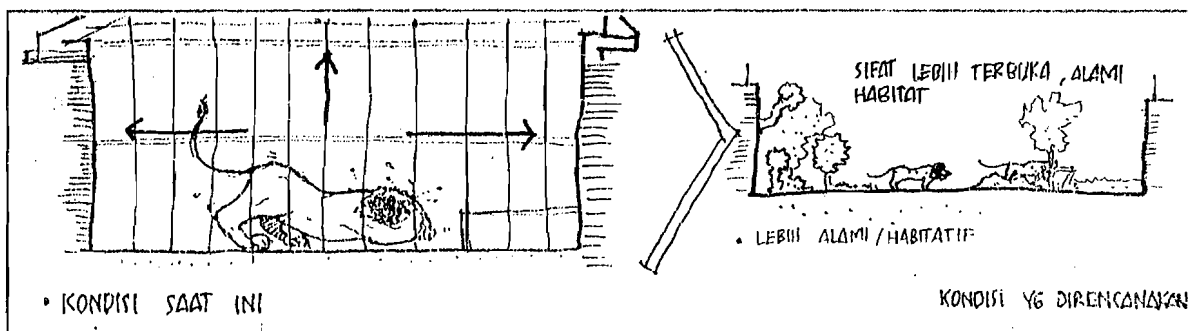 • KONDISI SAAT INI
SIFAT LEBIH TERBUKA, ALAMI
HABITAT
• LEBIH ALAMI/HABITATIF
KONDISI YG DIRENCANAKAN